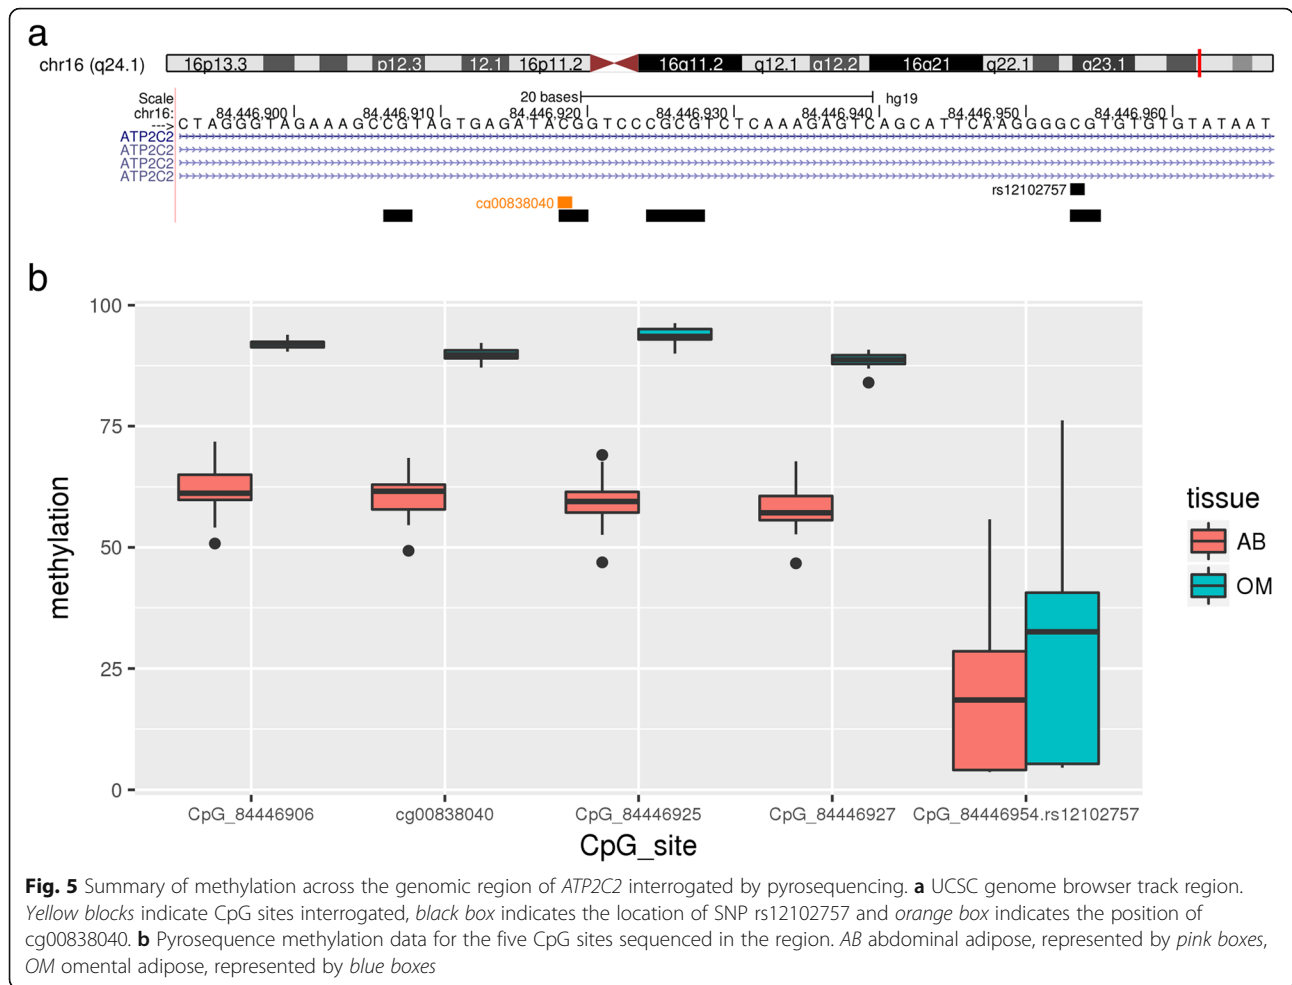 a
chr16 (q24.1) 16p13.3 p12.3 12.1 16p11.2 16q11.2 q12.1 q12.2 16q21 q22.1 q23.1
Scale 20 bases hg19
chr16: 84,446,900 84,446,910 84,446,920 84,446,930 84,446,940 84,446,950 84,446,960
---> C T A G G G T A G A A A G C C G T A G T G A G A T A C G G T C C C G C G T C T C A A A G A G T C A G C A T T C A A G G G G C G T G T G T G T A T A A T
ATP2C2
ATP2C2
ATP2C2
ATP2C2
rs12102757
cg00838040
b
100
75
50
25
0
methylation
CpG_84446906 cg00838040 CpG_84446925 CpG_84446927 CpG_84446954.rs12102757
CpG_site
tissue
AB
OM
Fig. 5 Summary of methylation across the genomic region of ATP2C2 interrogated by pyrosequencing. a UCSC genome browser track region.
Yellow blocks indicate CpG sites interrogated, black box indicates the location of SNP rs12102757 and orange box indicates the position of
cg00838040. b Pyrosequence methylation data for the five CpG sites sequenced in the region. AB abdominal adipose, represented by pink boxes,
OM omental adipose, represented by blue boxes